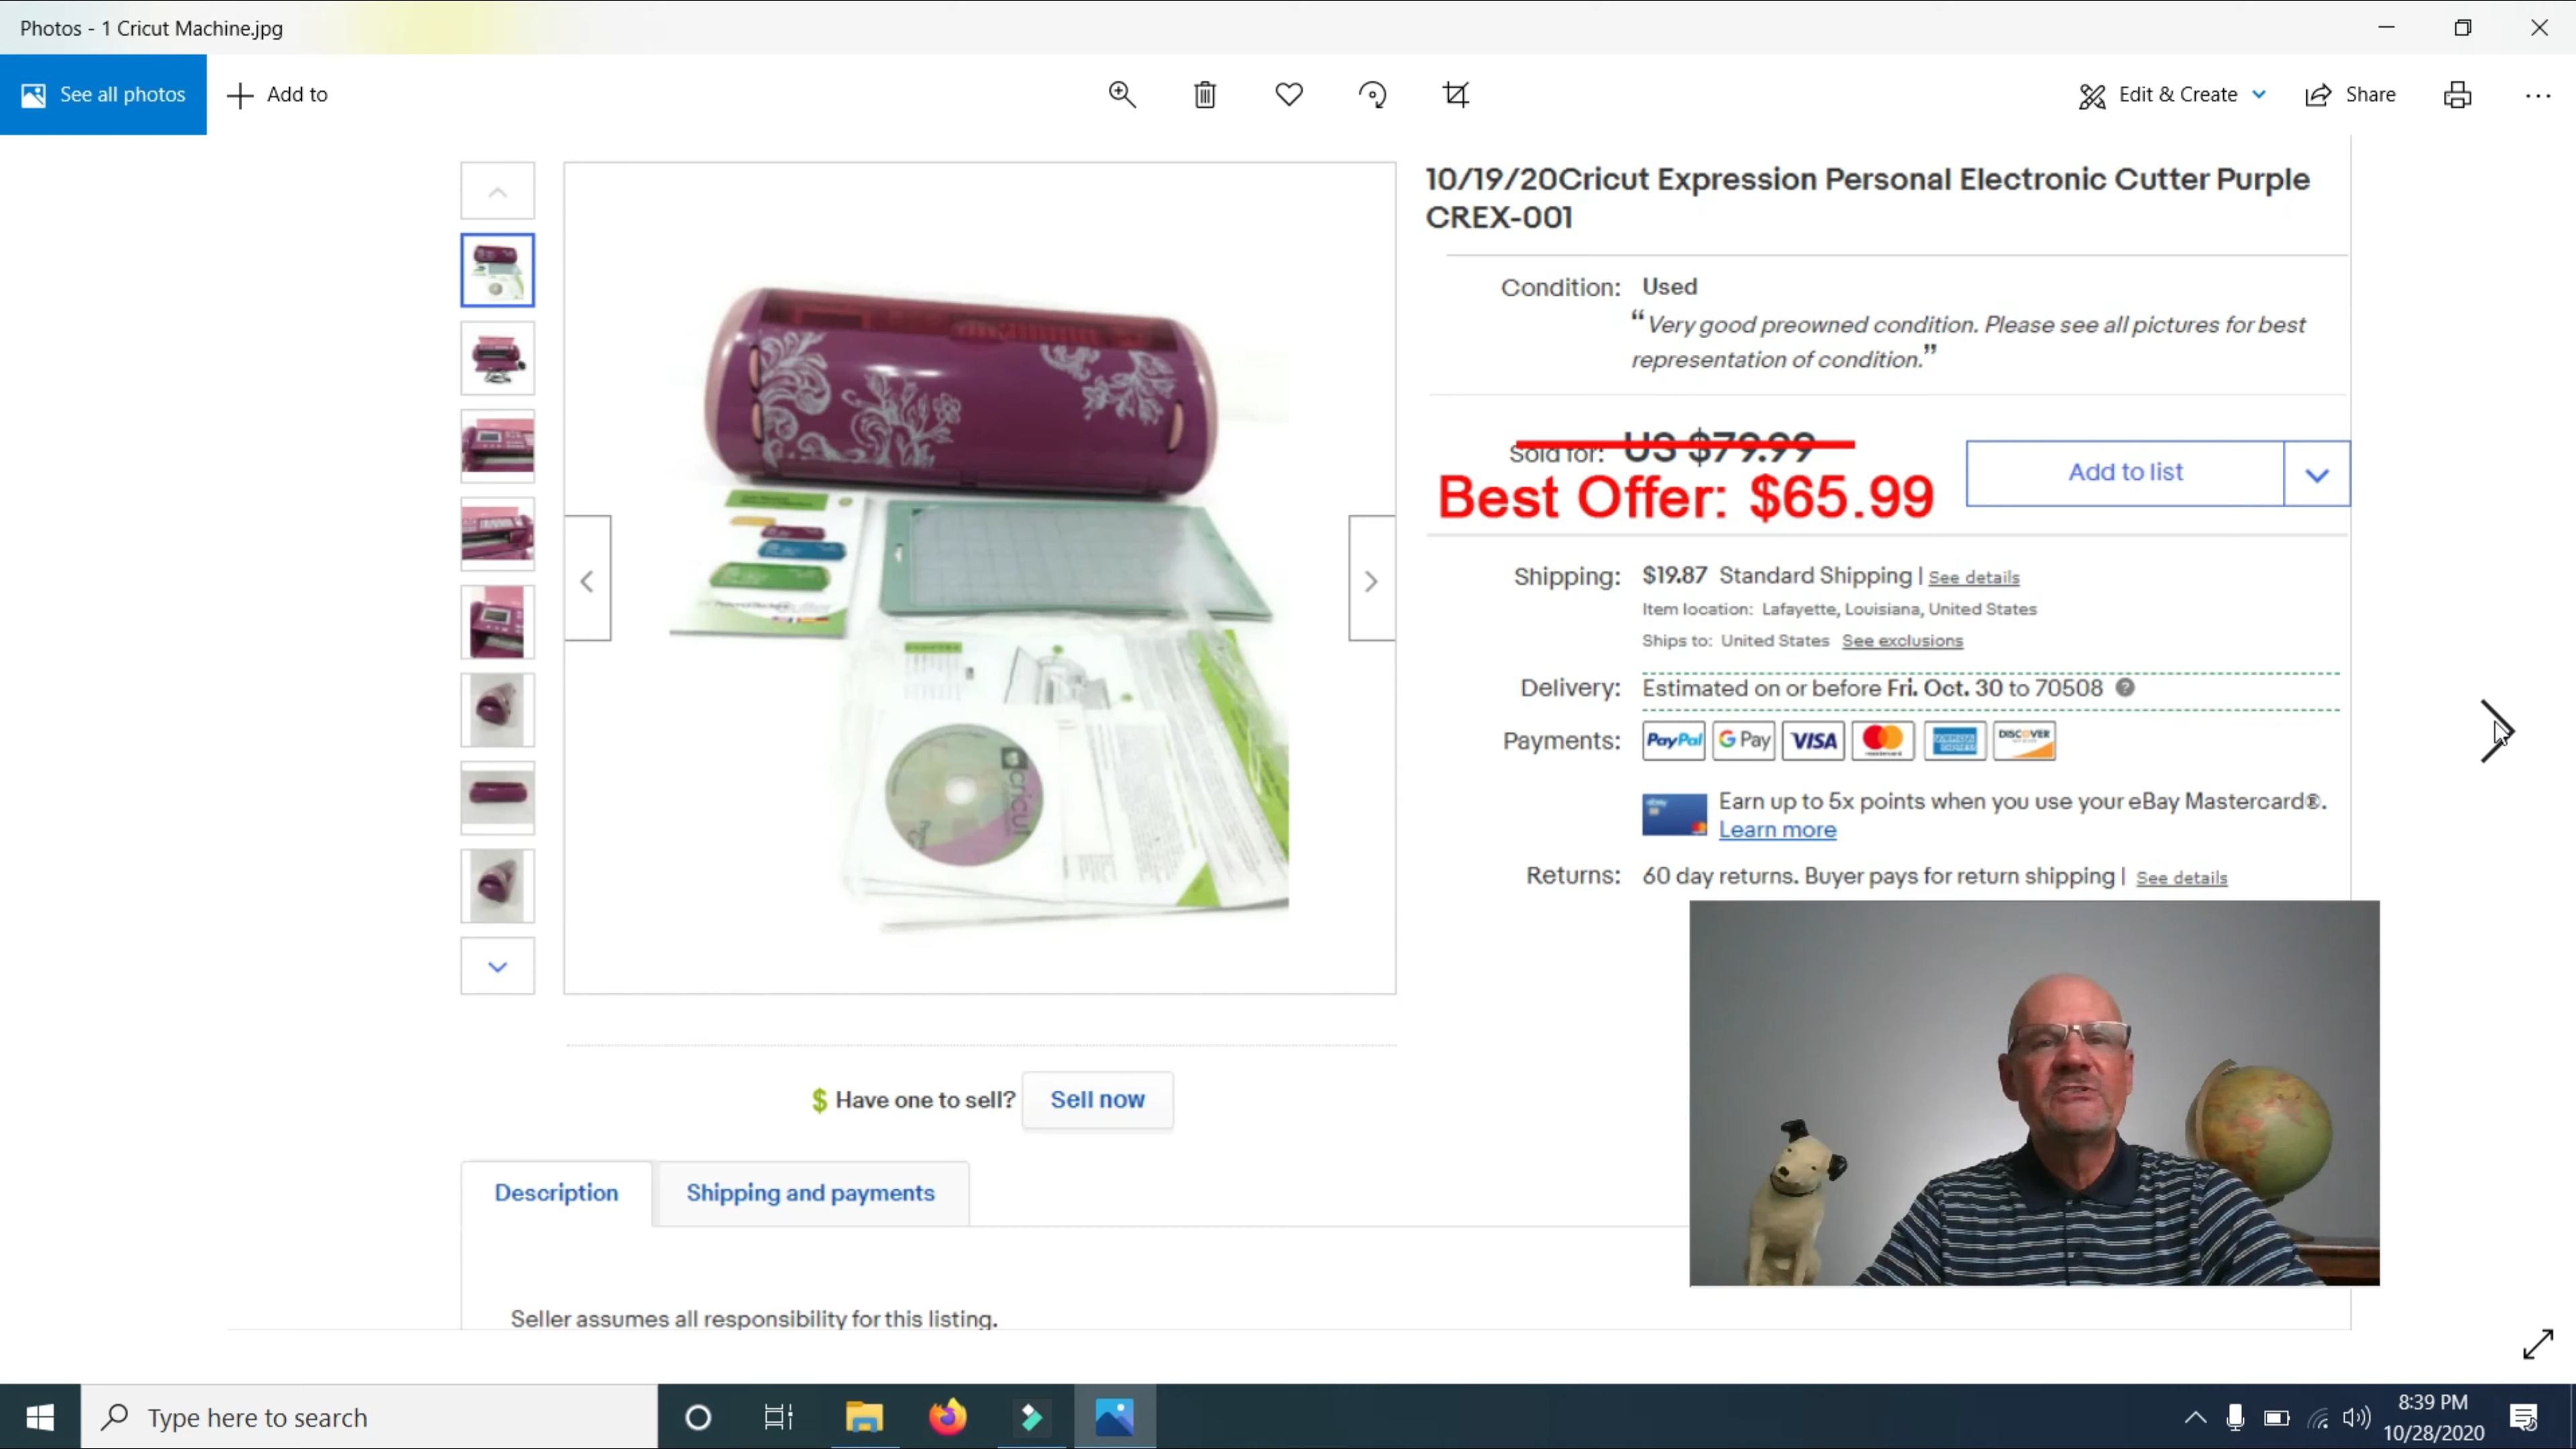 Photos - 1 Cricut Machine.jpg
See all photos
Add to
Edit & Create
Share
10/19/20Cricut Expression Personal Electronic Cutter Purple
CREX-001
Condition: Used
“Very good preowned condition. Please see all pictures for best
representation of condition.”
Sold for: US $79.99
Best Offer: $65.99
Add to list
Shipping: $19.87 Standard Shipping | See details
Item location: Lafayette, Louisiana, United States
Ships to: United States See exclusions
Delivery: Estimated on or before Fri. Oct. 30 to 70508
Payments: PayPal G Pay VISA mastercard DISCOVER
ebay
Earn up to 5x points when you use your eBay Mastercard®.
Learn more
Returns: 60 day returns. Buyer pays for return shipping | See details
cricut
$ Have one to sell? Sell now
Description
Shipping and payments
Seller assumes all responsibility for this listing.
Type here to search
8:39 PM
10/28/2020